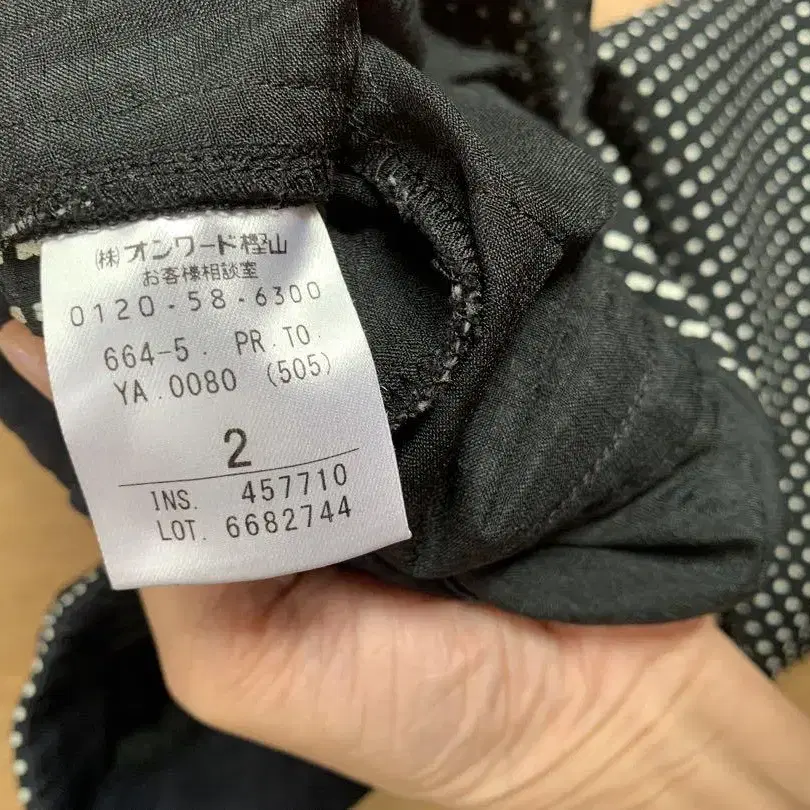 (株)オンワード樫山
お客様相談室
0120-58-6300
664-5. PR.TO.
YA.0080 (505)
2
INS. 457710
LOT. 6682744